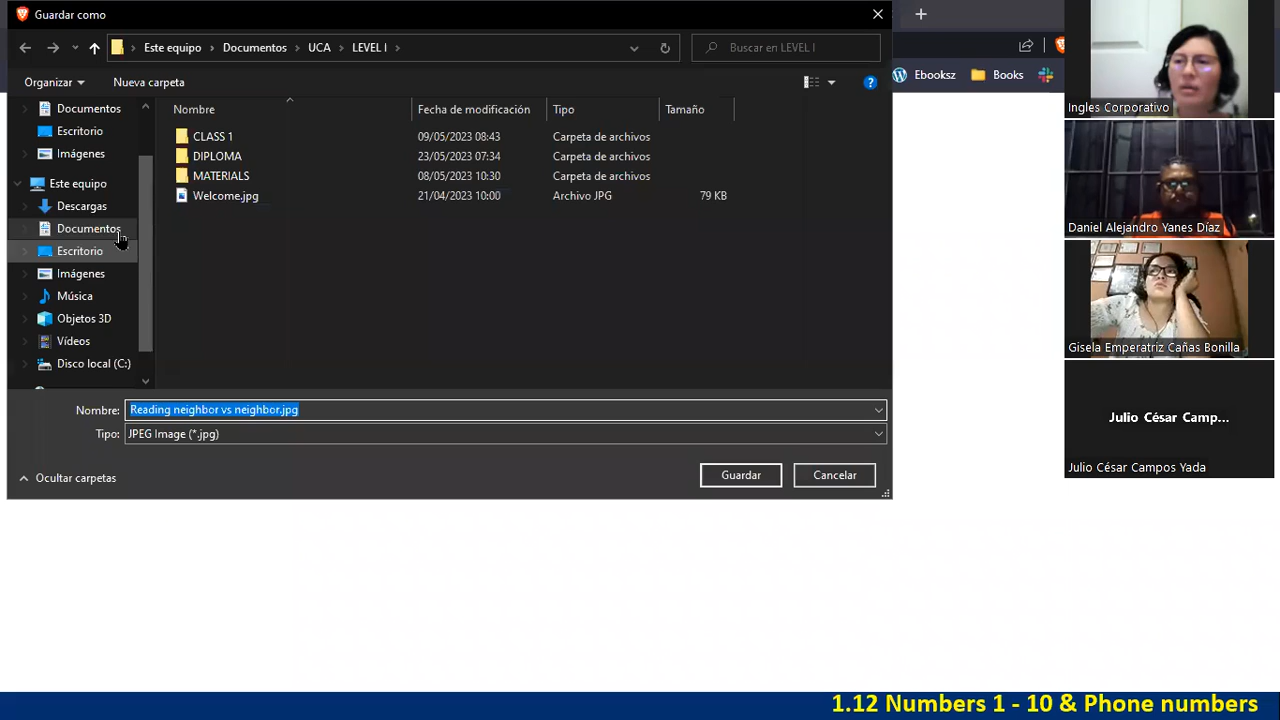 Guardar como
Este equipo > Documentos > UCA > LEVEL I >
Buscar en LEVEL I
Organizar
Nueva carpeta
Ebooksz
Books
Documentos
Escritorio
Imágenes
Este equipo
Descargas
Documentos
Escritorio
Imágenes
Música
Objetos 3D
Vídeos
Disco local (C:)
Nombre Fecha de modificación Tipo Tamaño
CLASS 1 09/05/2023 08:43 Carpeta de archivos
DIPLOMA 23/05/2023 07:34 Carpeta de archivos
MATERIALS 08/05/2023 10:30 Carpeta de archivos
Welcome.jpg 21/04/2023 10:00 Archivo JPG 79 KB
Nombre: Reading neighbor vs neighbor.jpg
Tipo: JPEG Image (*.jpg)
Ocultar carpetas
Guardar
Cancelar
Ingles Corporativo
Daniel Alejandro Yanes Díaz
Gisela Emperatriz Cañas Bonilla
Julio César Camp...
Julio César Campos Yada
1.12 Numbers 1 - 10 & Phone numbers